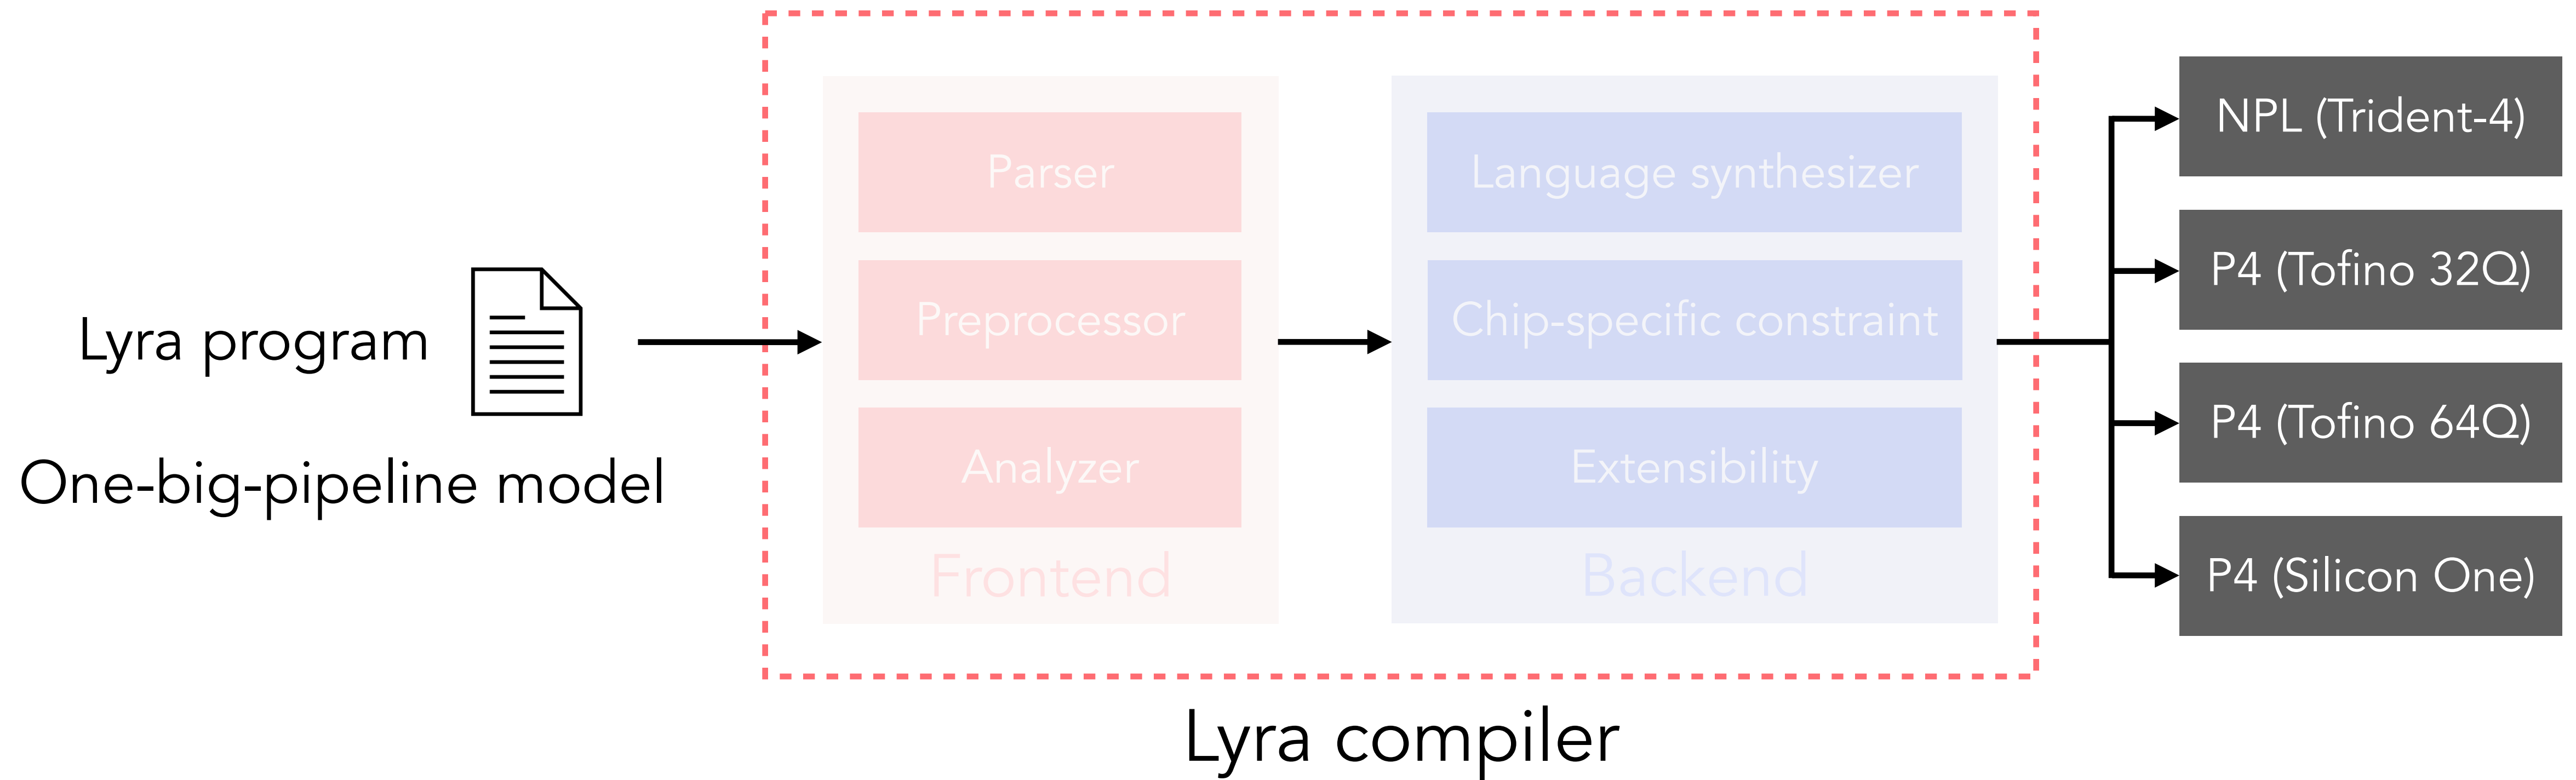 Lyra program
One-big-pipeline model
Parser
Preprocessor
Analyzer
Frontend
Language synthesizer
Chip-specific constraint
Extensibility
Backend
Lyra compiler
NPL (Trident-4)
P4 (Tofino 32Q)
P4 (Tofino 64Q)
P4 (Silicon One)